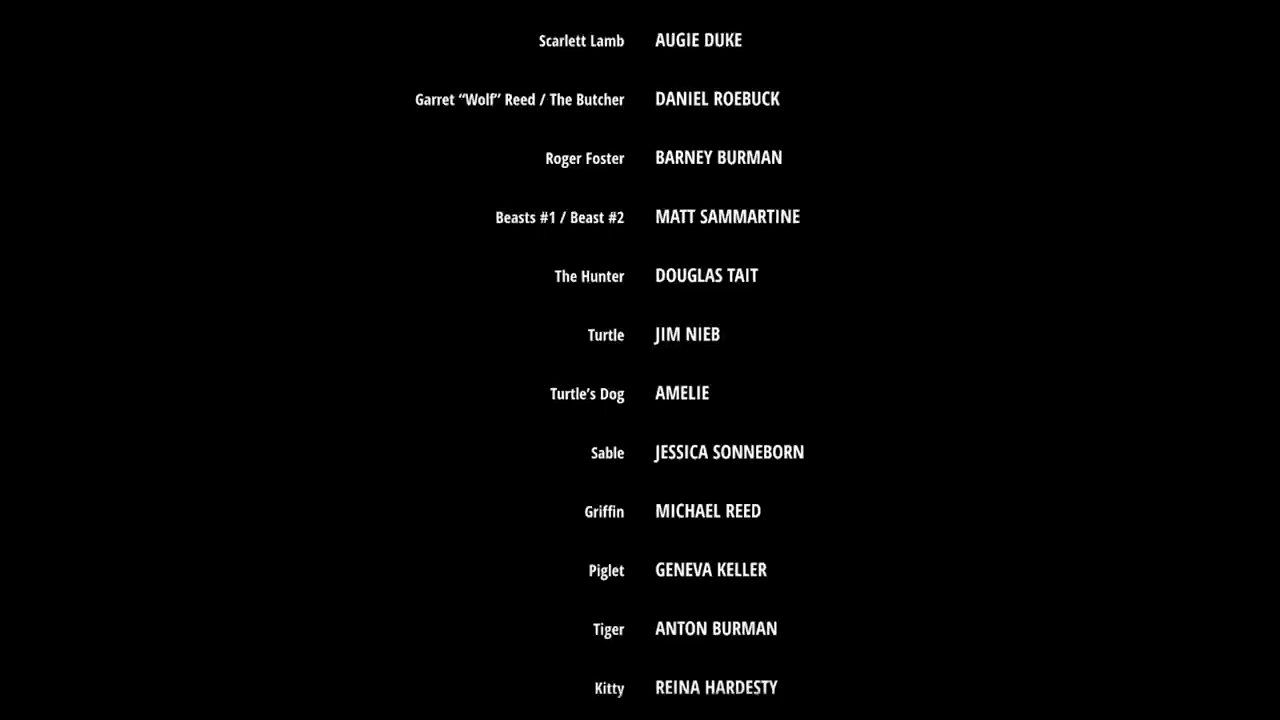 Scarlett Lamb AUGIE DUKE
Garret “Wolf” Reed / The Butcher DANIEL ROEBUCK
Roger Foster BARNEY BURMAN
Beasts #1 / Beast #2 MATT SAMMARTINE
The Hunter DOUGLAS TAIT
Turtle JIM NIEB
Turtle’s Dog AMELIE
Sable JESSICA SONNEBORN
Griffin MICHAEL REED
Piglet GENEVA KELLER
Tiger ANTON BURMAN
Kitty REINA HARDESTY